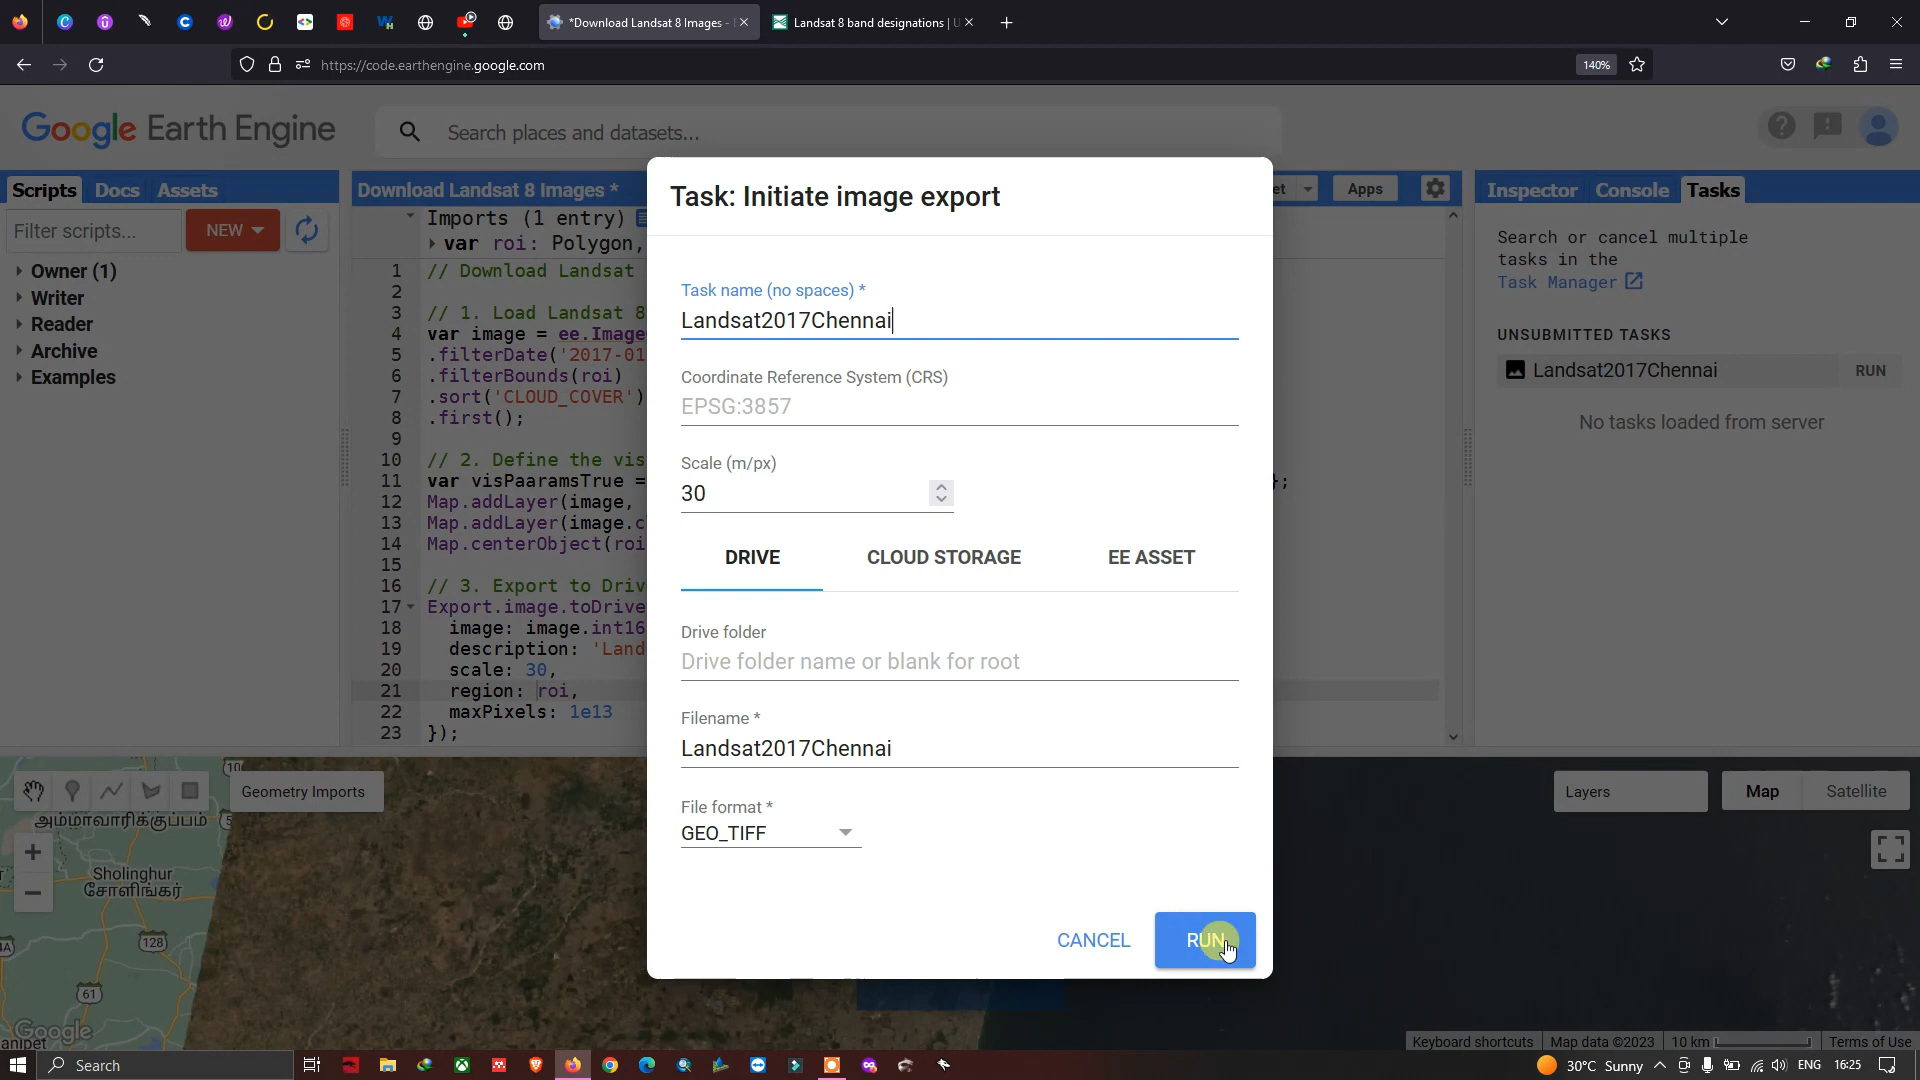 *Download Landsat 8 Images -
Landsat 8 band designations | U
https://code.earthengine.google.com
140%
Google Earth Engine
Search places and datasets...
Scripts Docs Assets
Filter scripts...
NEW
Owner (1)
Writer
Reader
Archive
Examples
Download Landsat 8 Images *
Apps
Imports (1 entry)
var roi: Polygon,
1 // Download Landsat
2
3 // 1. Load Landsat 8
4 var image = ee.Image
5 .filterDate('2017-01
6 .filterBounds(roi)
7 .sort('CLOUD_COVER')
8 .first();
9
10 // 2. Define the vis
11 var visPaaramsTrue = };
12 Map.addLayer(image,
13 Map.addLayer(image.c
14 Map.centerObject(roi
15
16 // 3. Export to Driv
17 Export.image.toDrive
18 image: image.int16
19 description: 'Land
20 scale: 30,
21 region: roi,
22 maxPixels: 1e13
23 });
Task: Initiate image export
Task name (no spaces) *
Landsat2017Chennai
Coordinate Reference System (CRS)
EPSG:3857
Scale (m/px)
30
DRIVE CLOUD STORAGE EE ASSET
Drive folder
Drive folder name or blank for root
Filename *
Landsat2017Chennai
File format *
GEO_TIFF
CANCEL RUN
Inspector Console Tasks
Search or cancel multiple
tasks in the
Task Manager
UNSUBMITTED TASKS
Landsat2017Chennai RUN
No tasks loaded from server
Geometry Imports
Layers
Map Satellite
அம்மாவாரிக்குப்பம்
Sholinghur
சோளிங்கர்
128
61
Google
anipet
Keyboard shortcuts Map data ©2023 10 km Terms of Use
Search
30°C Sunny ENG 16:25